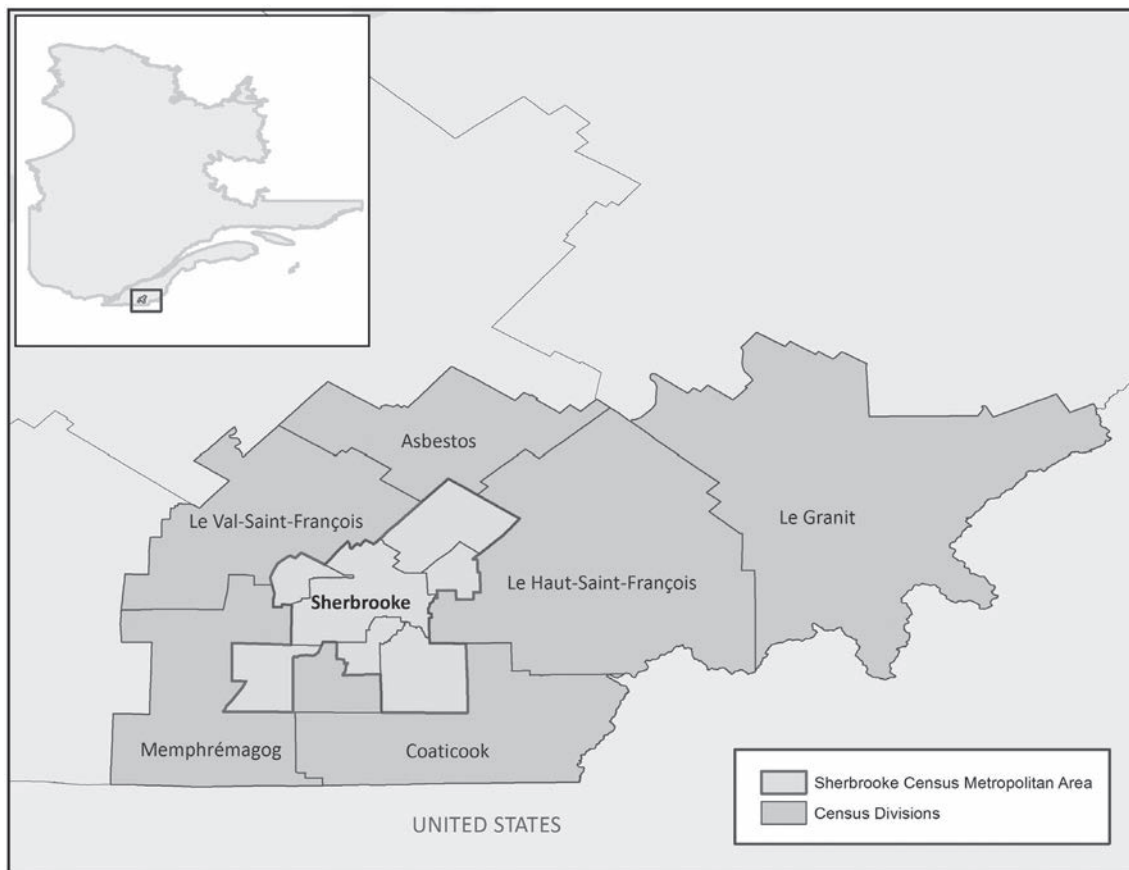 Asbestos
Le Val-Saint-François
Le Granit
Le Haut-Saint-François
Sherbrooke
Memphrémagog
Coaticook
Sherbrooke Census Metropolitan Area
Census Divisions
UNITED STATES